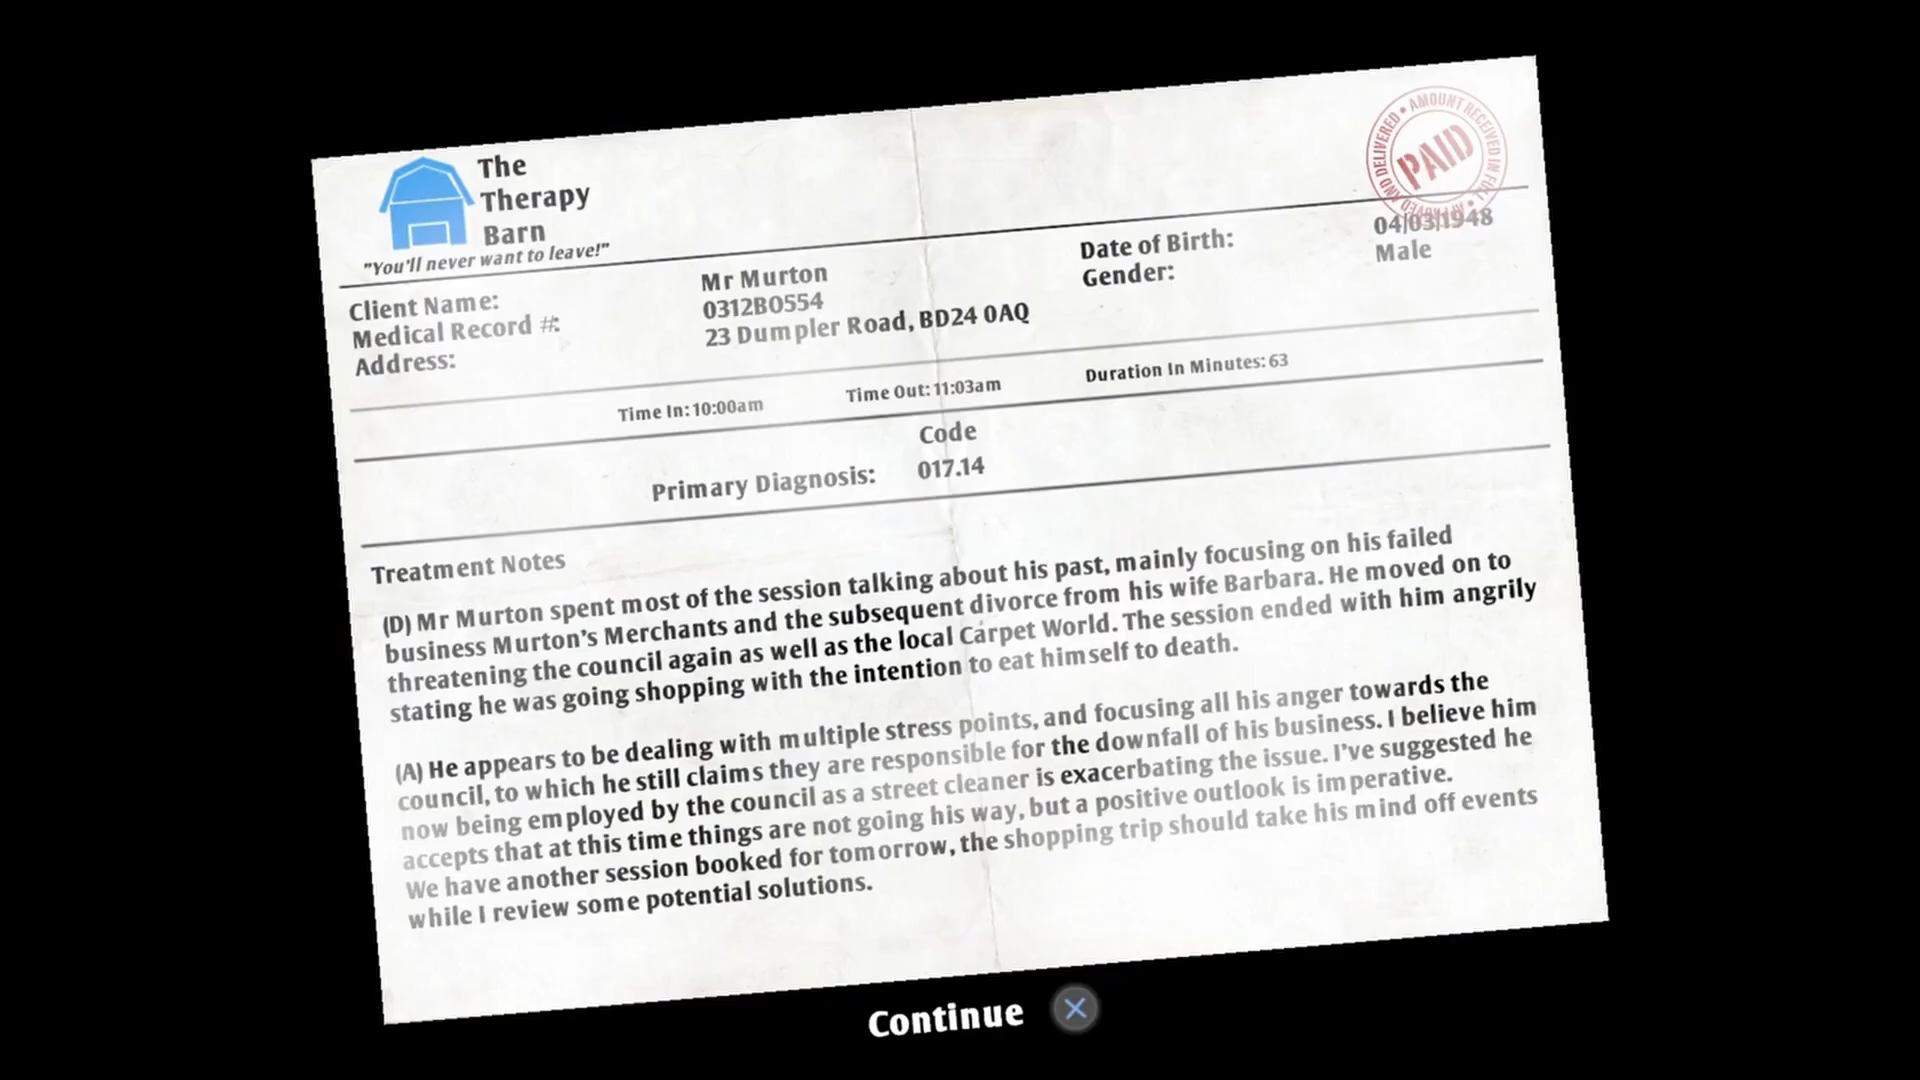 The
Therapy
Barn
"You'll never want to leave!"
AMOUNT RECEIVED IN FULL • APPROVED AND DELIVERED •
PAID
Client Name: Mr Murton Date of Birth: 04/03/1948
Medical Record #: 0312BO554 Gender: Male
Address: 23 Dumpler Road, BD24 0AQ
Time In: 10:00am Time Out: 11:03am Duration In Minutes: 63
Code
Primary Diagnosis: 017.14
Treatment Notes
(D) Mr Murton spent most of the session talking about his past, mainly focusing on his failed
business Murton's Merchants and the subsequent divorce from his wife Barbara. He moved on to
threatening the council again as well as the local Carpet World. The session ended with him angrily
stating he was going shopping with the intention to eat himself to death.
(A) He appears to be dealing with multiple stress points, and focusing all his anger towards the
council, to which he still claims they are responsible for the downfall of his business. I believe him
now being employed by the council as a street cleaner is exacerbating the issue. I've suggested he
accepts that at this time things are not going his way, but a positive outlook is imperative.
We have another session booked for tomorrow, the shopping trip should take his mind off events
while I review some potential solutions.
Continue